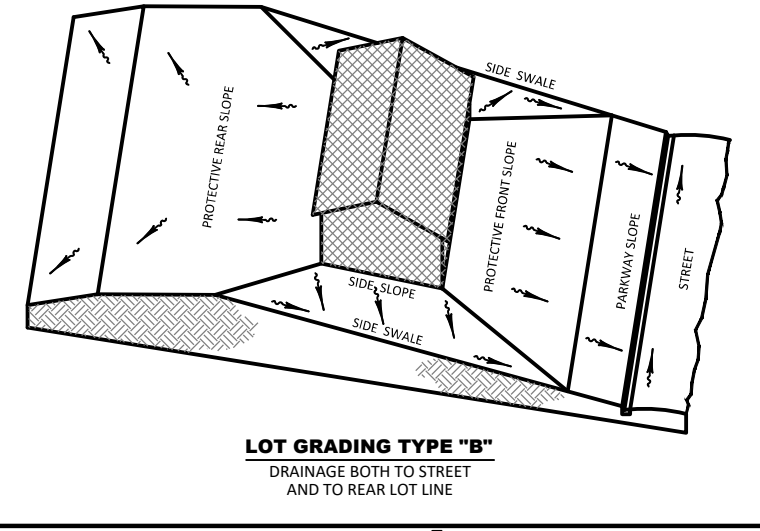 SIDE SWALE
PROTECTIVE REAR SLOPE
PROTECTIVE FRONT SLOPE
PARKWAY SLOPE
STREET
SIDE SLOPE
SIDE SWALE
LOT GRADING TYPE "B"
DRAINAGE BOTH TO STREET
AND TO REAR LOT LINE